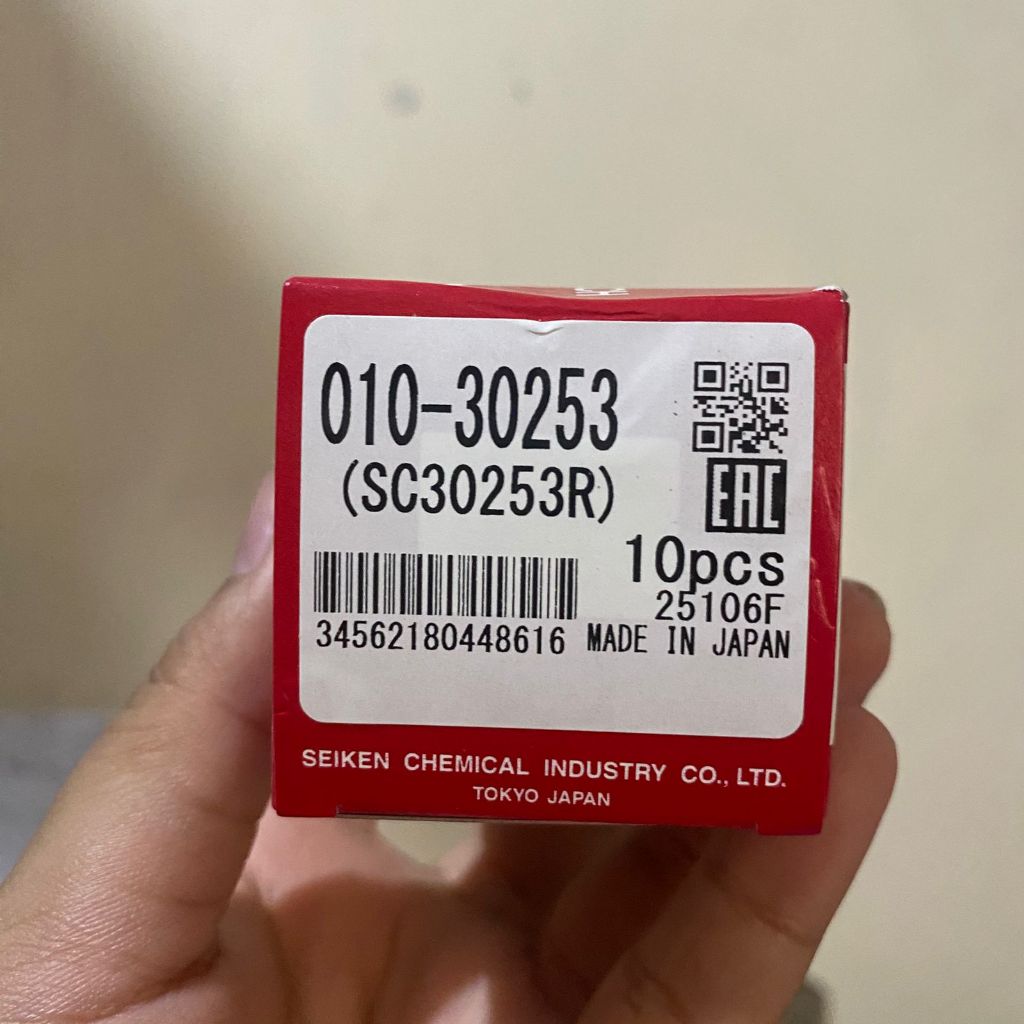 010-30253
(SC30253R)
EAC
10pcs
25106F
34562180448616
MADE IN JAPAN
SEIKEN CHEMICAL INDUSTRY CO., LTD.
TOKYO JAPAN